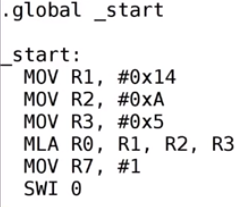 .global _start

_start:
  MOV R1, #0x14
  MOV R2, #0xA
  MOV R3, #0x5
  MLA R0, R1, R2, R3
  MOV R7, #1
  SWI 0